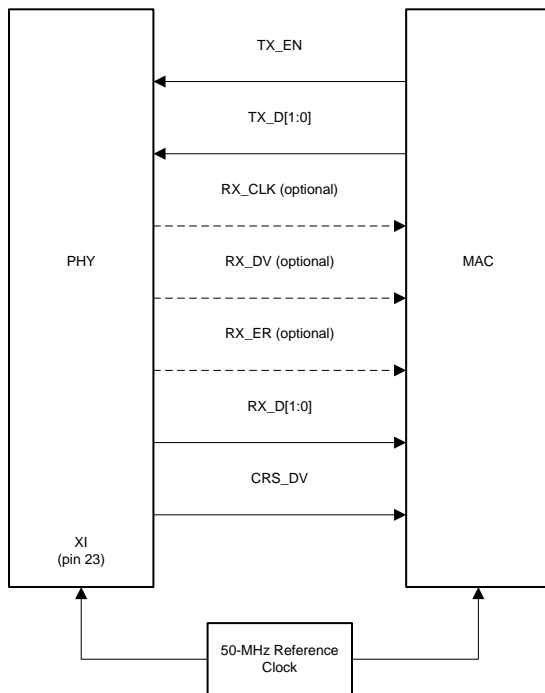 TX_EN
TX_D[1:0]
RX_CLK (optional)
PHY
RX_DV (optional)
MAC
RX_ER (optional)
RX_D[1:0]
CRS_DV
XI
(pin 23)
50-MHz Reference
Clock